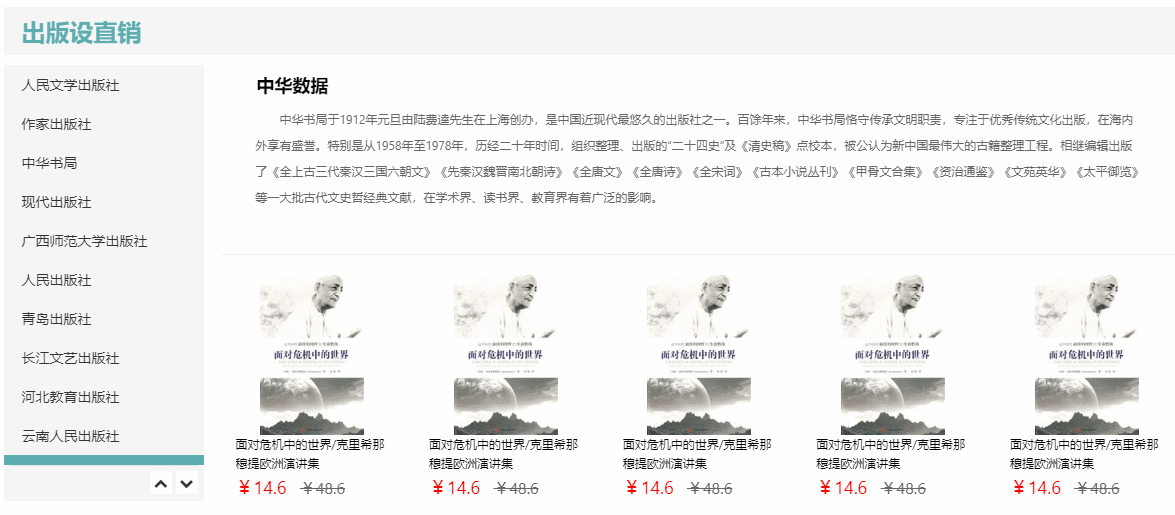 出版设直销
人民文学出版社
作家出版社
中华书局
现代出版社
广西师范大学出版社
人民出版社
青岛出版社
长江文艺出版社
河北教育出版社
云南人民出版社
中华数据
中华书局于1912年元旦由陆费逵先生在上海创办，是中国近现代最悠久的出版社之一。百馀年来，中华书局恪守传承文明职责，专注于优秀传统文化出版，在海内
外享有盛誉。特别是从1958年至1978年，历经二十年时间，组织整理、出版的“二十四史”及《清史稿》点校本，被公认为新中国最伟大的古籍整理工程。相继编辑出版
了《全上古三代秦汉三国六朝文》《先秦汉魏晋南北朝诗》《全唐文》《全唐诗》《全宋词》《古本小说丛刊》《甲骨文合集》《资治通鉴》《文苑英华》《太平御览》
等一大批古代文史哲经典文献，在学术界、读书界、教育界有着广泛的影响。
面对危机中的世界
面对危机中的世界/克里希那
穆提欧洲演讲集
￥14.6 ￥48.6
面对危机中的世界
面对危机中的世界/克里希那
穆提欧洲演讲集
￥14.6 ￥48.6
面对危机中的世界
面对危机中的世界/克里希那
穆提欧洲演讲集
￥14.6 ￥48.6
面对危机中的世界
面对危机中的世界/克里希那
穆提欧洲演讲集
￥14.6 ￥48.6
面对危机中的世界
面对危机中的世界/克里希那
穆提欧洲演讲集
￥14.6 ￥48.6